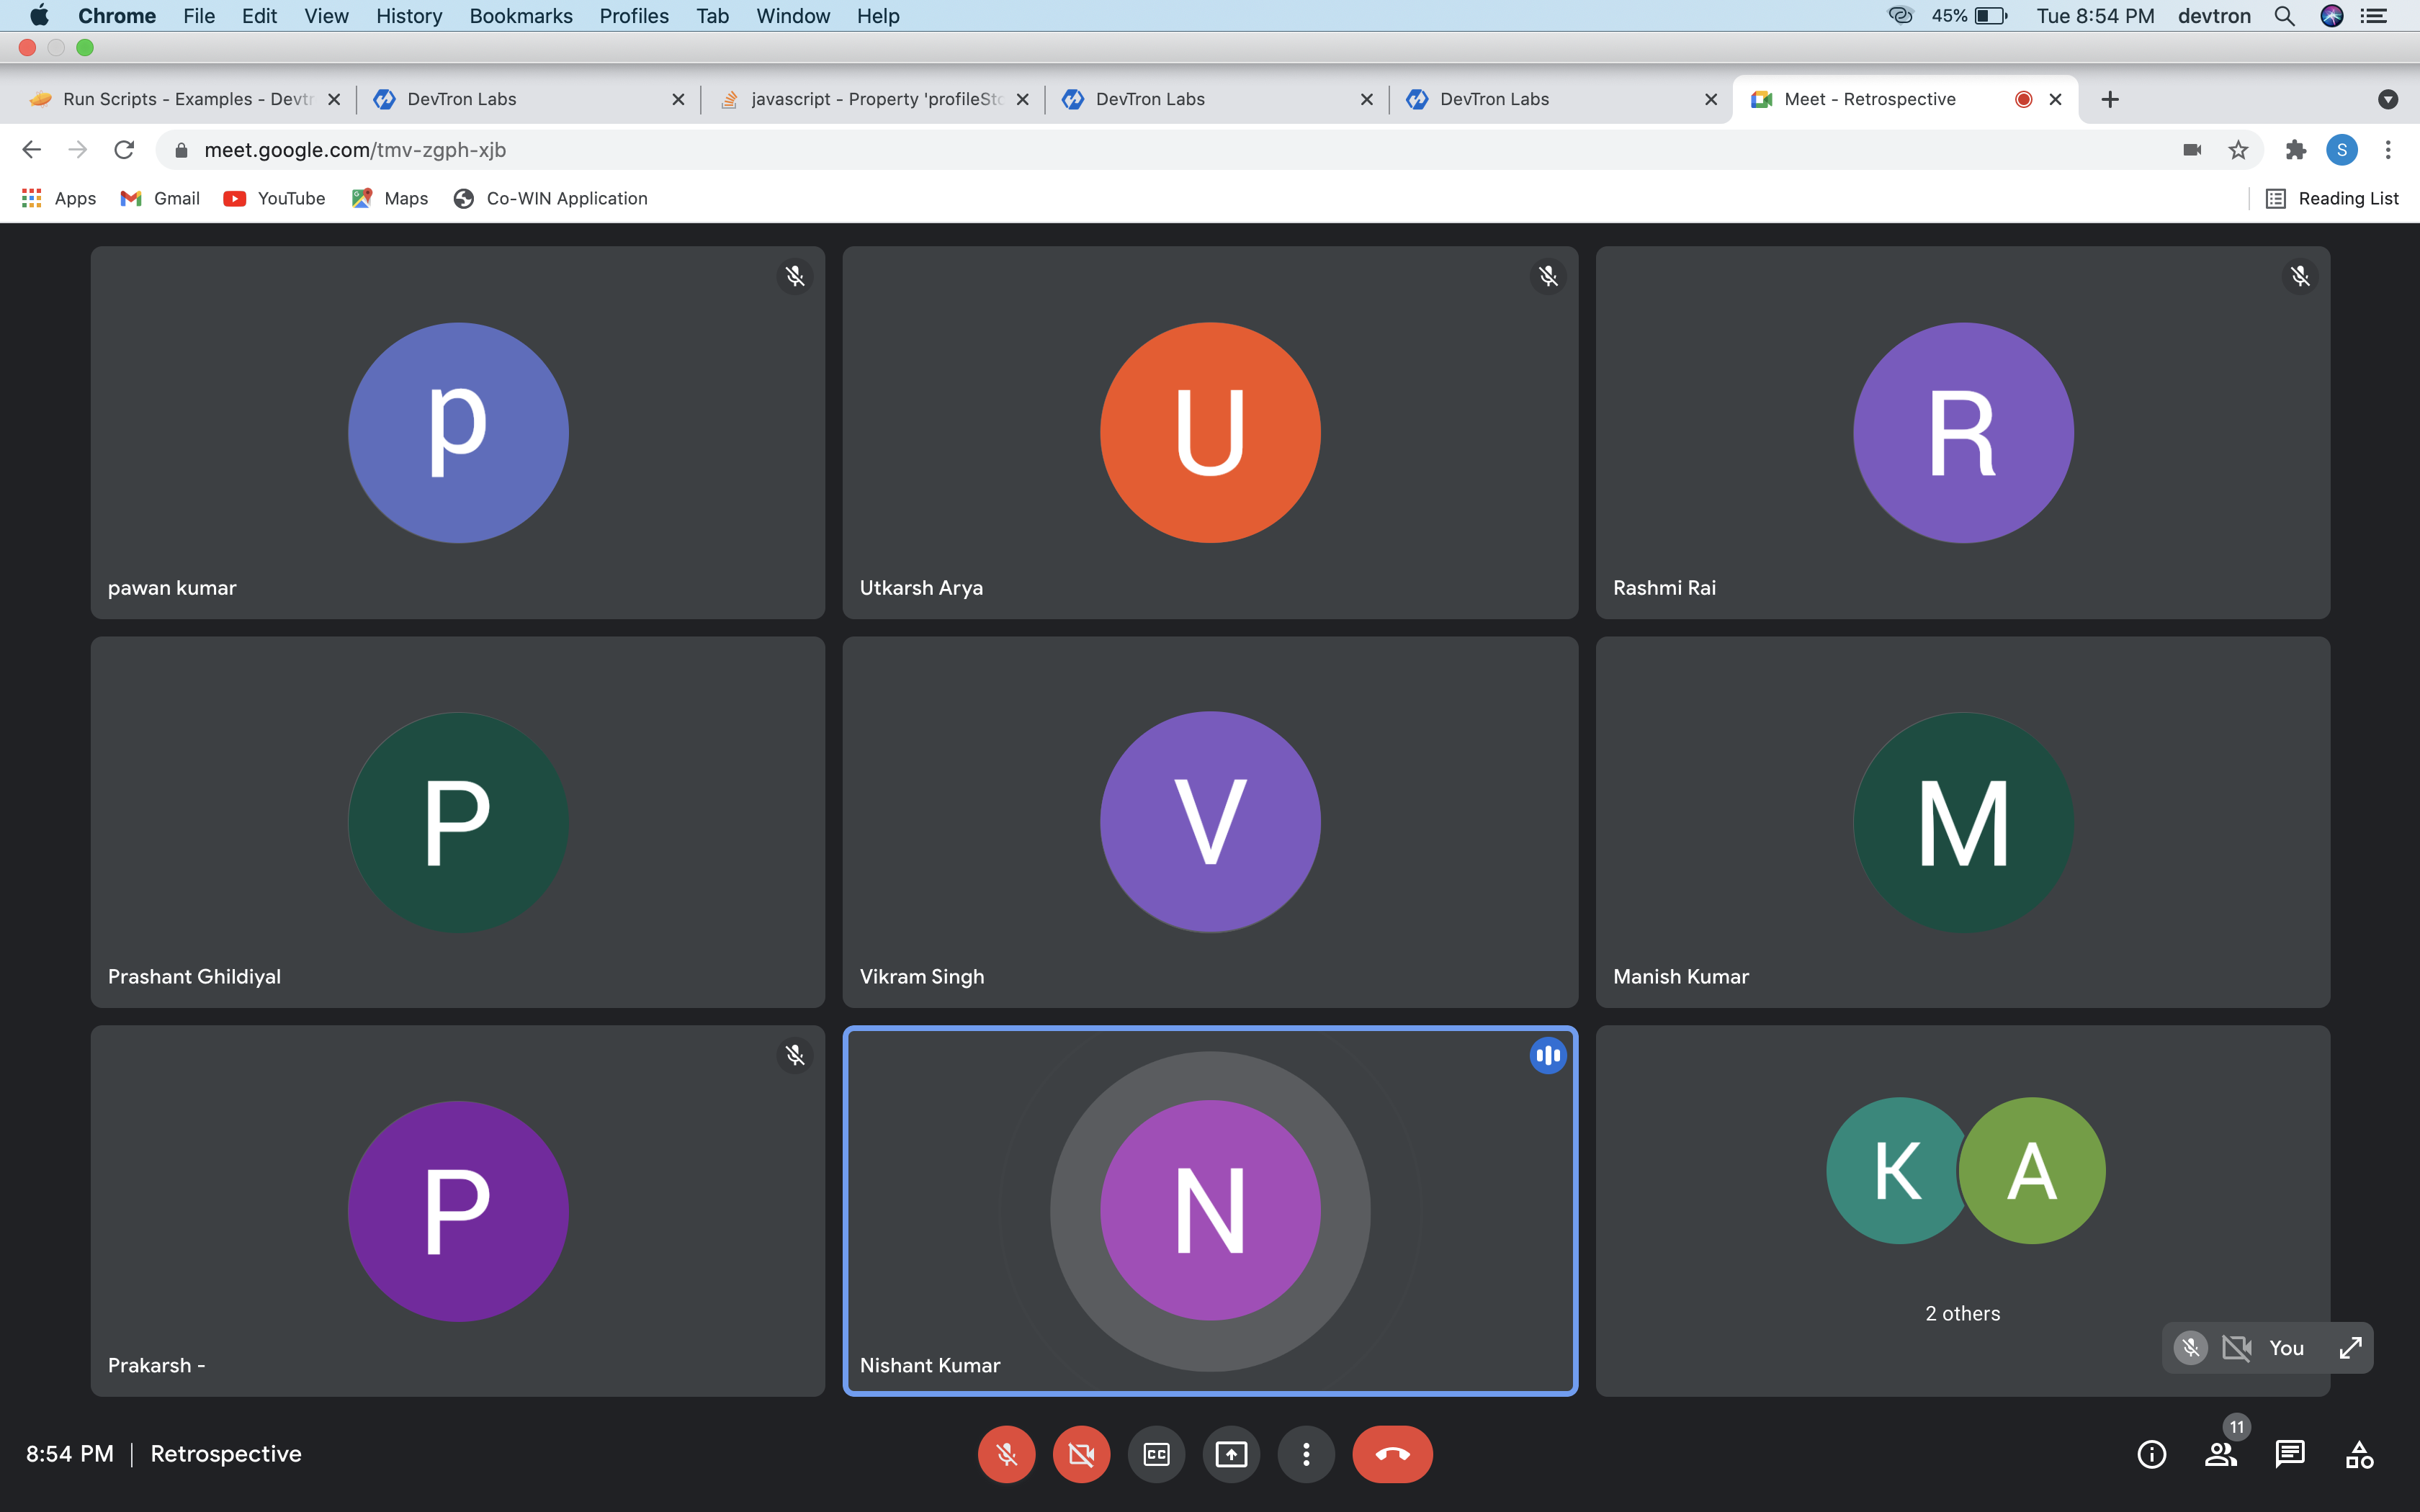 Chrome File Edit View History Bookmarks Profiles Tab Window Help 45% Tue 8:54 PM devtron
Run Scripts - Examples - Devtr DevTron Labs javascript - Property 'profileSto DevTron Labs DevTron Labs Meet - Retrospective
meet.google.com/tmv-zgph-xjb S
Apps Gmail YouTube Maps Co-WIN Application Reading List
p U R
pawan kumar Utkarsh Arya Rashmi Rai
P V M
Prashant Ghildiyal Vikram Singh Manish Kumar
P N K A
2 others
You
Prakarsh - Nishant Kumar
11
8:54 PM | Retrospective CC